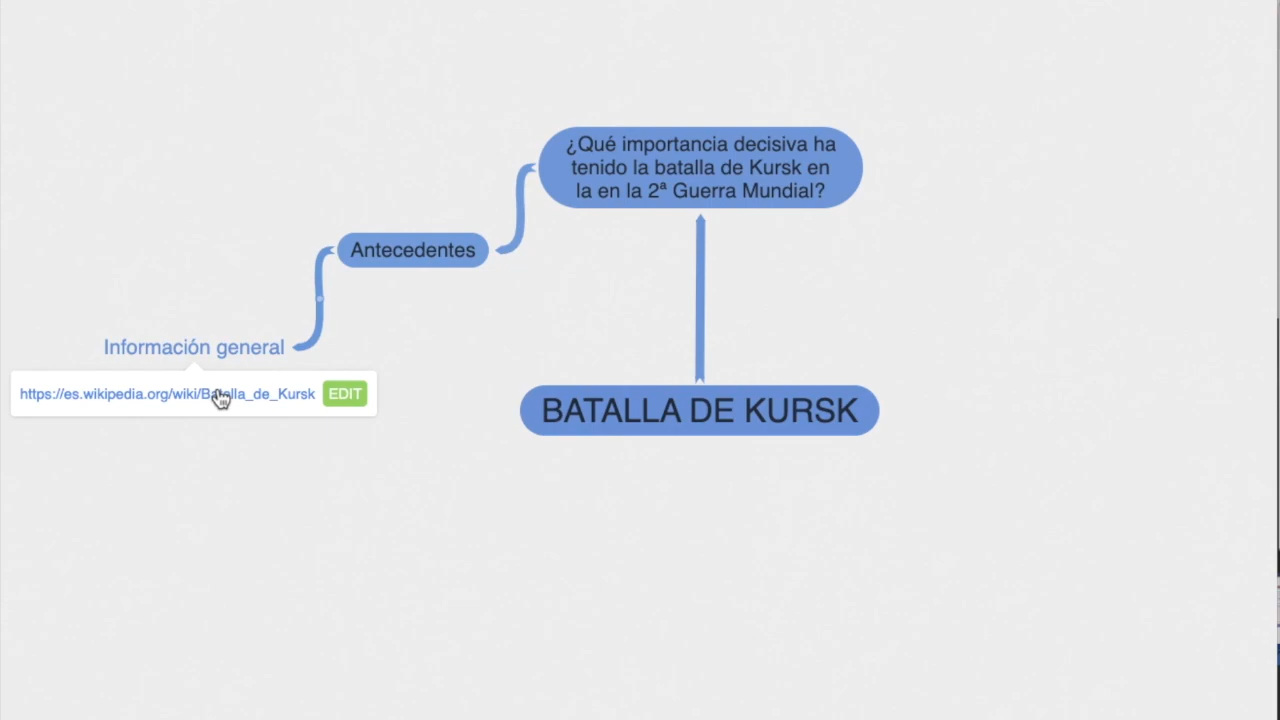 ¿Qué importancia decisiva ha
tenido la batalla de Kursk en
la en la 2ª Guerra Mundial?
Antecedentes
Información general
https://es.wikipedia.org/wiki/Batalla_de_Kursk EDIT
BATALLA DE KURSK